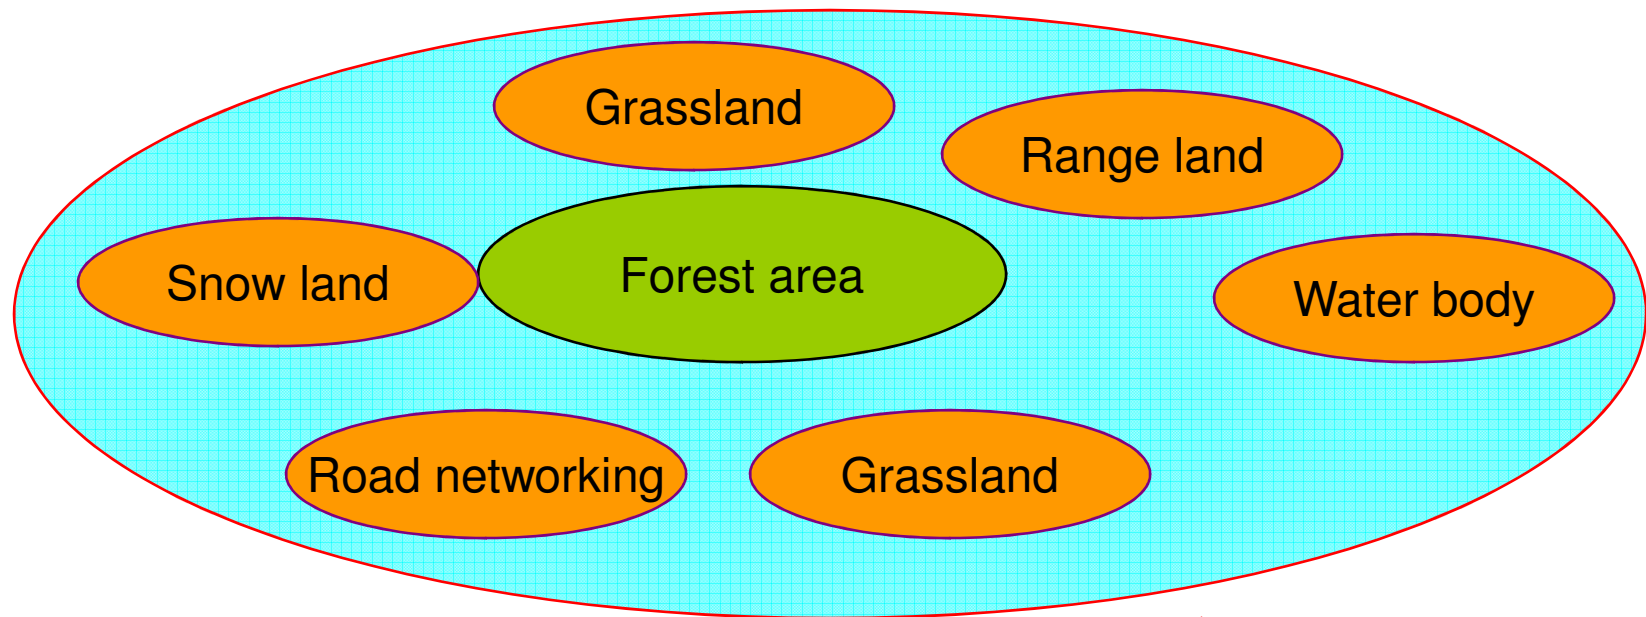 Grassland
Range land
Snow land
Forest area
Water body
Road networking
Grassland